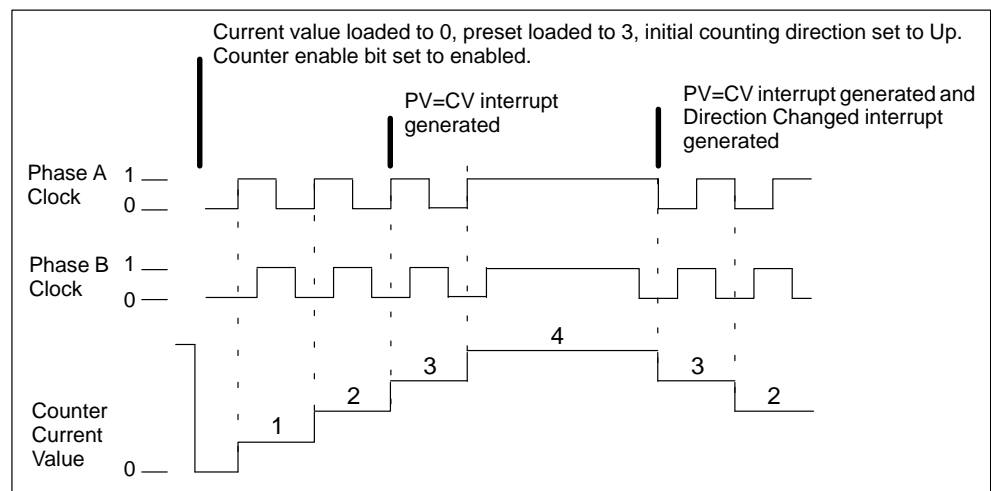 Current value loaded to 0, preset loaded to 3, initial counting direction set to Up.
Counter enable bit set to enabled.
PV=CV interrupt
generated
PV=CV interrupt generated and
Direction Changed interrupt
generated
Phase A
Clock
1
0
Phase B
Clock
1
0
Counter
Current
Value
0
1
2
3
4
3
2